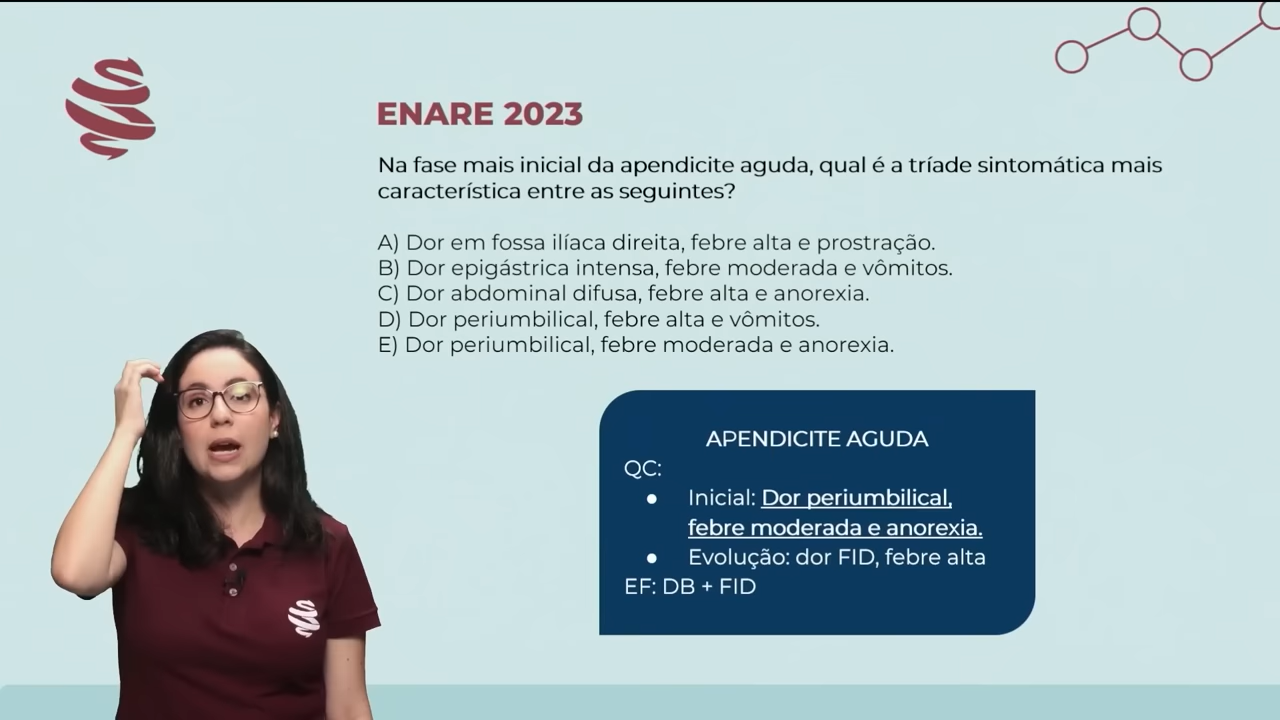 ENARE 2023
Na fase mais inicial da apendicite aguda, qual é a tríade sintomática mais
característica entre as seguintes?
A) Dor em fossa ilíaca direita, febre alta e prostração.
B) Dor epigástrica intensa, febre moderada e vômitos.
C) Dor abdominal difusa, febre alta e anorexia.
D) Dor periumbilical, febre alta e vômitos.
E) Dor periumbilical, febre moderada e anorexia.
APENDICITE AGUDA
QC:
● Inicial: Dor periumbilical,
febre moderada e anorexia.
● Evolução: dor FID, febre alta
EF: DB + FID